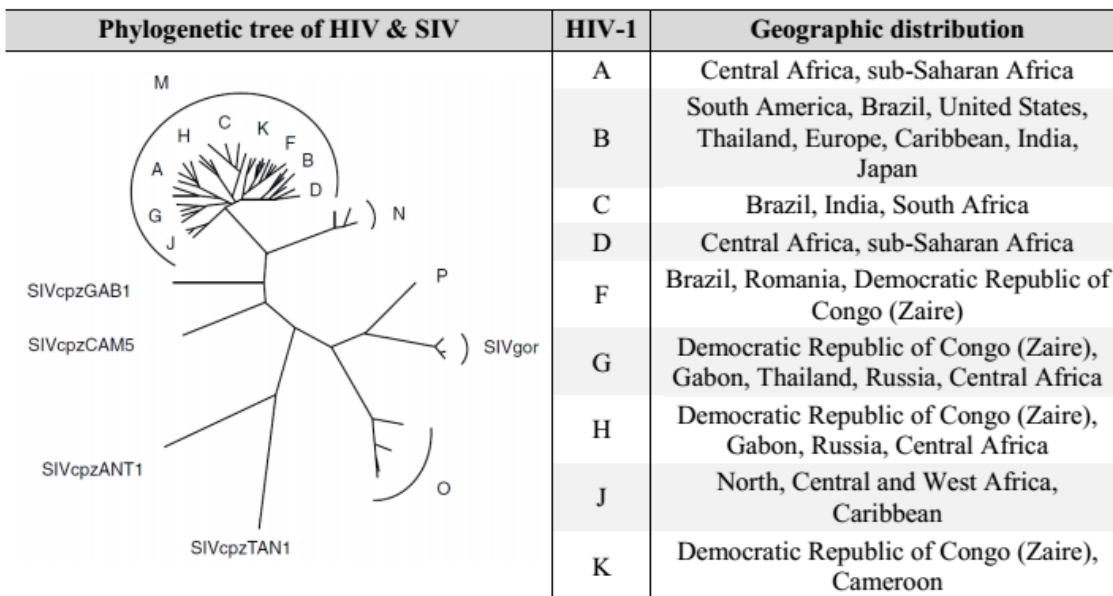 Phylogenetic tree of HIV & SIV
HIV-1
Geographic distribution
M
H
C
K
F
B
D
A
G
J
N
P
SIVcpzGAB1
SIVcpzCAM5
SIVgor
SIVcpzANT1
O
SIVcpzTAN1
A
Central Africa, sub-Saharan Africa
B
South America, Brazil, United States,
Thailand, Europe, Caribbean, India,
Japan
C
Brazil, India, South Africa
D
Central Africa, sub-Saharan Africa
F
Brazil, Romania, Democratic Republic of
Congo (Zaire)
G
Democratic Republic of Congo (Zaire),
Gabon, Thailand, Russia, Central Africa
H
Democratic Republic of Congo (Zaire),
Gabon, Russia, Central Africa
J
North, Central and West Africa,
Caribbean
K
Democratic Republic of Congo (Zaire),
Cameroon